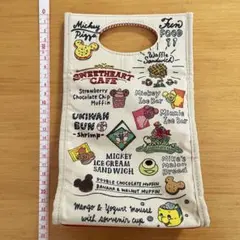 Mickey
Pizza
Fun
FOOD
!!
Waffle
Sandwich
SWEETHEART
CAFE
Strawberry
Chocolate Chip
Muffin
Mickey
Ice Bar
Minnie
Ice Bar
UKIWAH
BUN
~shrimp~
MICKEY
ICE CREAM
SANDWICH
Mike's
Melon
Bread!
DOUBLE CHOCOLATE MUFFIN
BANANA & WALNUT MUFFIN
Mango & Yogurt mousse
with souvenir cup